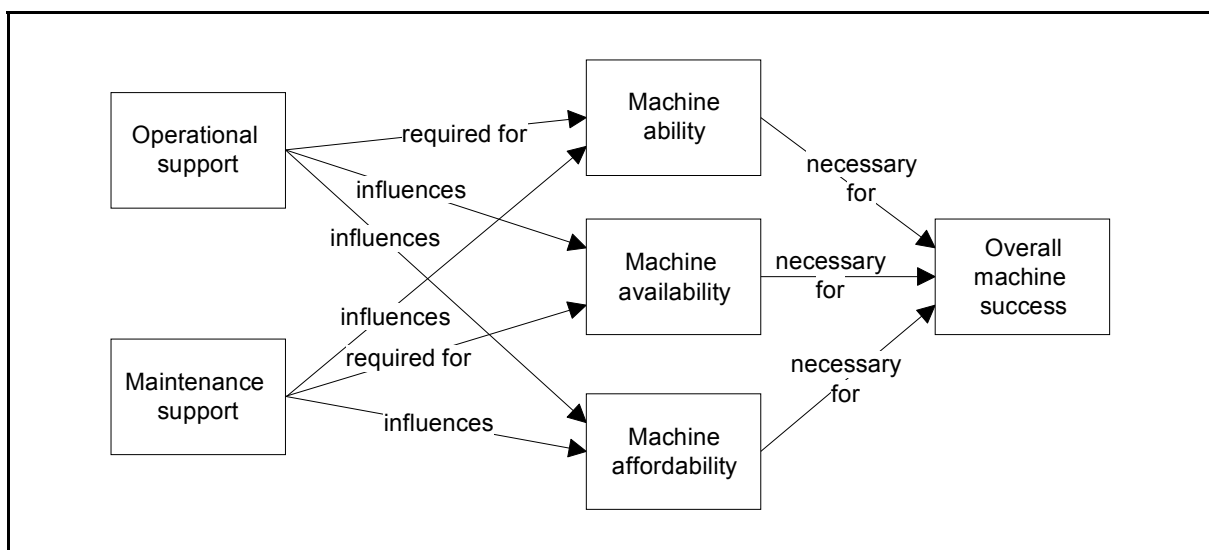 Operational
support
Maintenance
support
required for
influences
influences
influences
required for
influences
Machine
ability
Machine
availability
Machine
affordability
necessary
for
necessary
for
necessary
for
Overall
machine
success